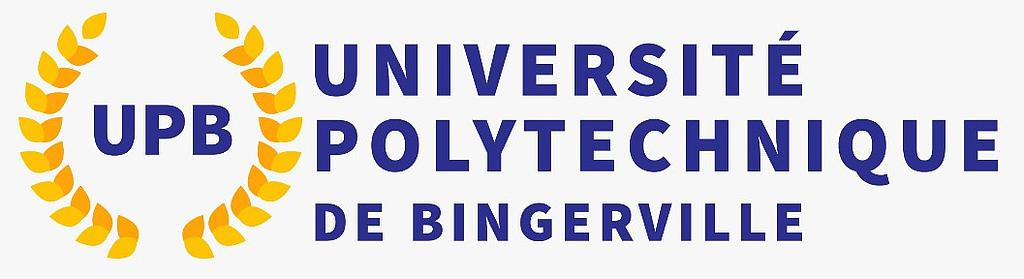 UPB
UNIVERSITÉ
POLYTECHNIQUE
DE BINGERVILLE